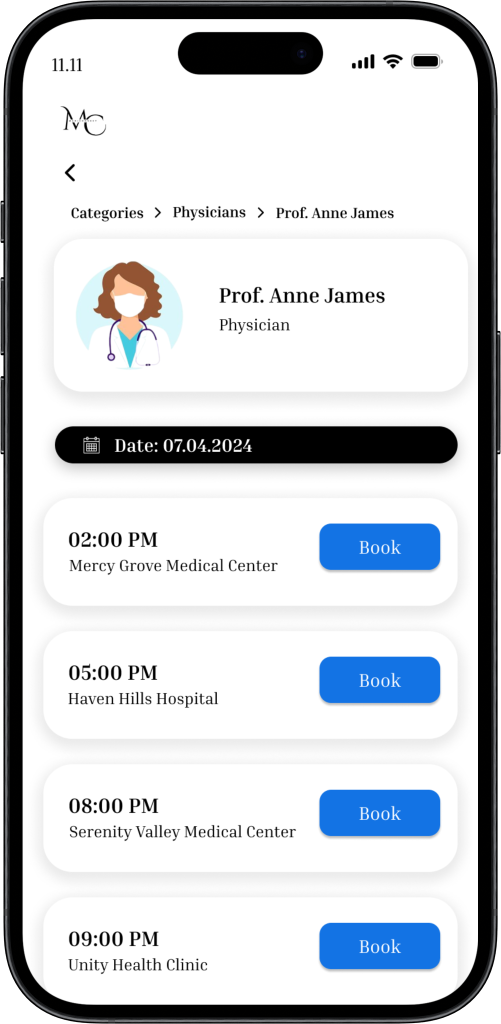 11.11
MC
Categories > Physicians > Prof. Anne James
Prof. Anne James
Physician
Date: 07.04.2024
02:00 PM
Mercy Grove Medical Center
Book
05:00 PM
Haven Hills Hospital
Book
08:00 PM
Serenity Valley Medical Center
Book
09:00 PM
Unity Health Clinic
Book